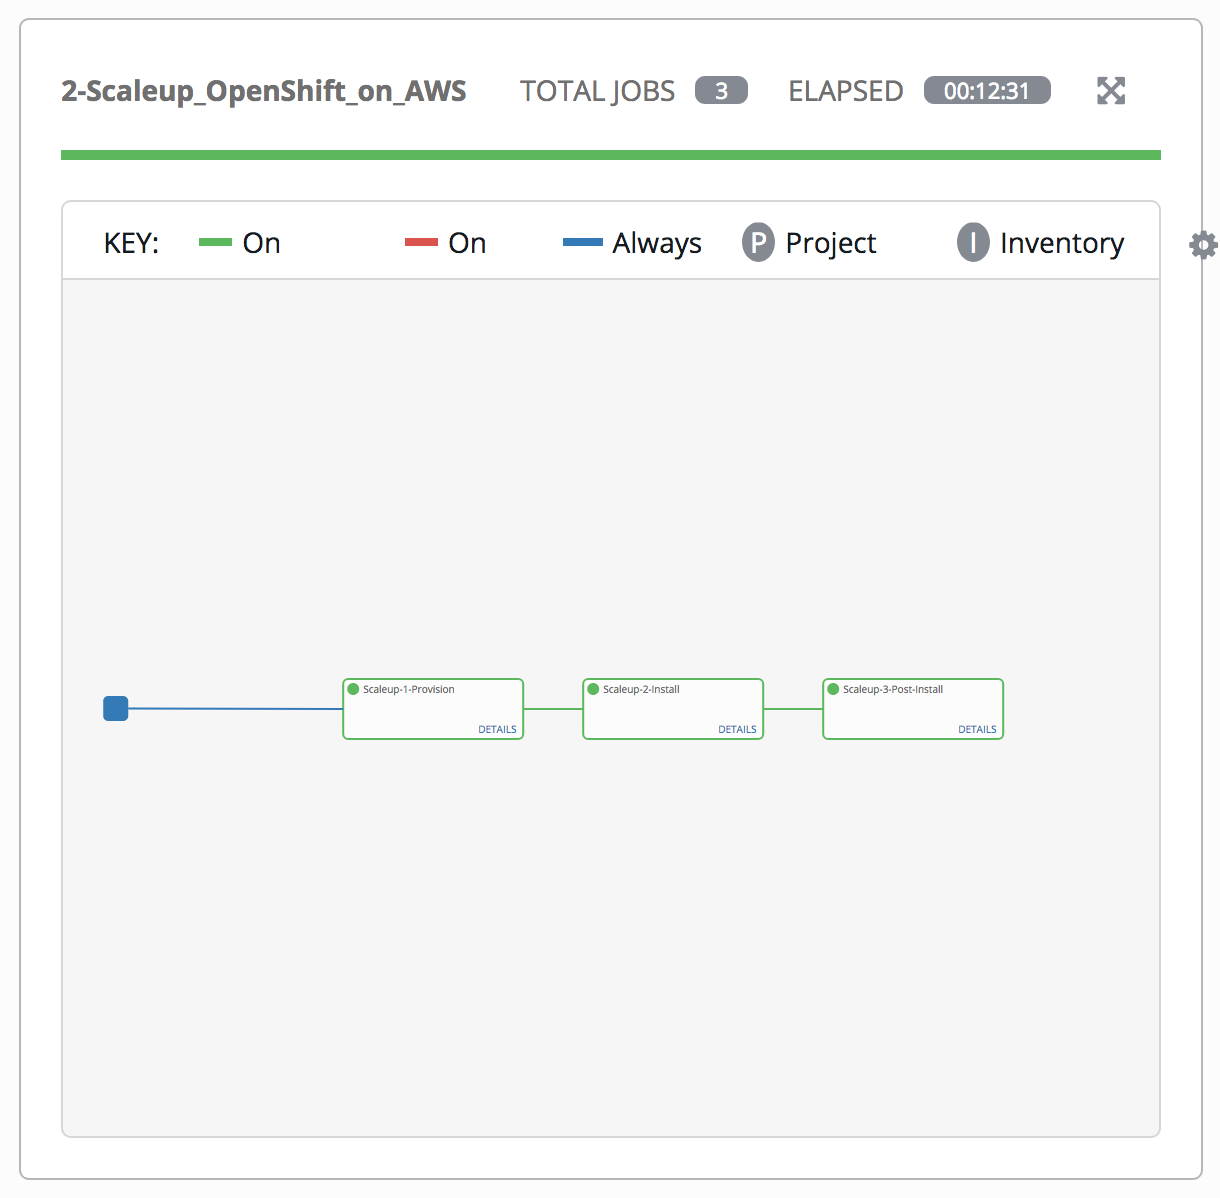 2-Scaleup_OpenShift_on_AWS TOTAL JOBS 3 ELAPSED 00:12:31
KEY: On On Always P Project I Inventory
Scaleup-1-Provision Scaleup-2-Install Scaleup-3-Post-Install
DETAILS DETAILS DETAILS